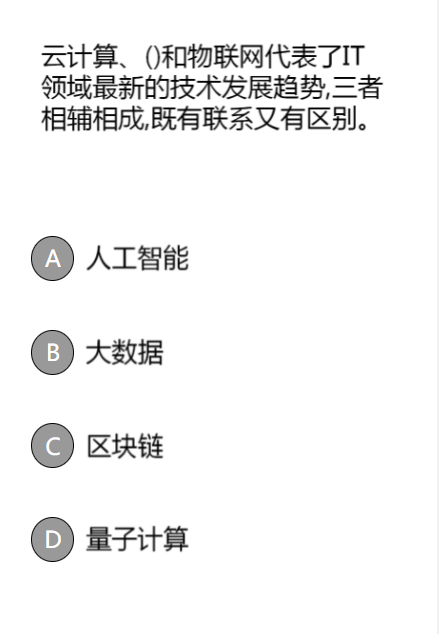 云计算、()和物联网代表了IT
领域最新的技术发展趋势,三者
相辅相成,既有联系又有区别。
A 人工智能
B 大数据
C 区块链
D 量子计算